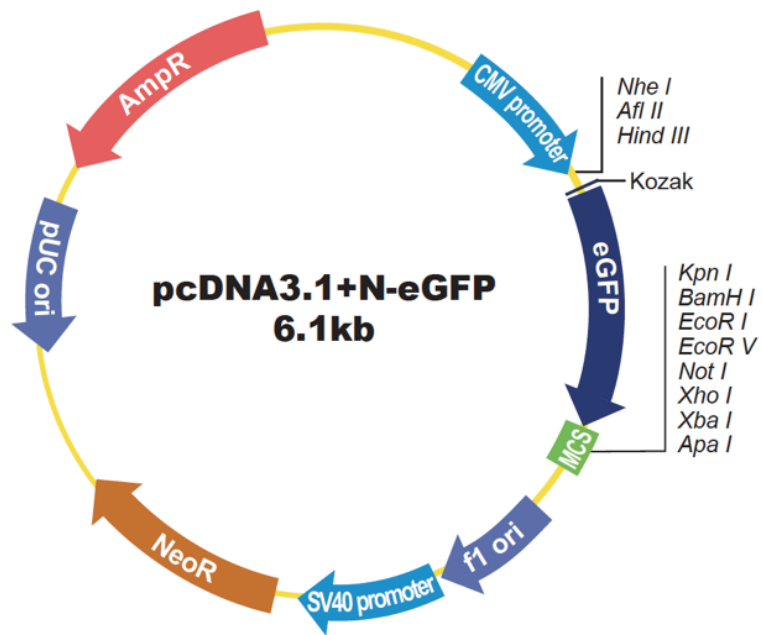 AmpR
CMV promoter
Nhe I
Afl II
Hind III
Kozak
pUC ori
eGFP
pcDNA3.1+N-eGFP
6.1kb
Kpn I
BamH I
EcoR I
EcoR V
Not I
Xho I
Xba I
Apa I
MCS
f1 ori
NeoR
SV40 promoter